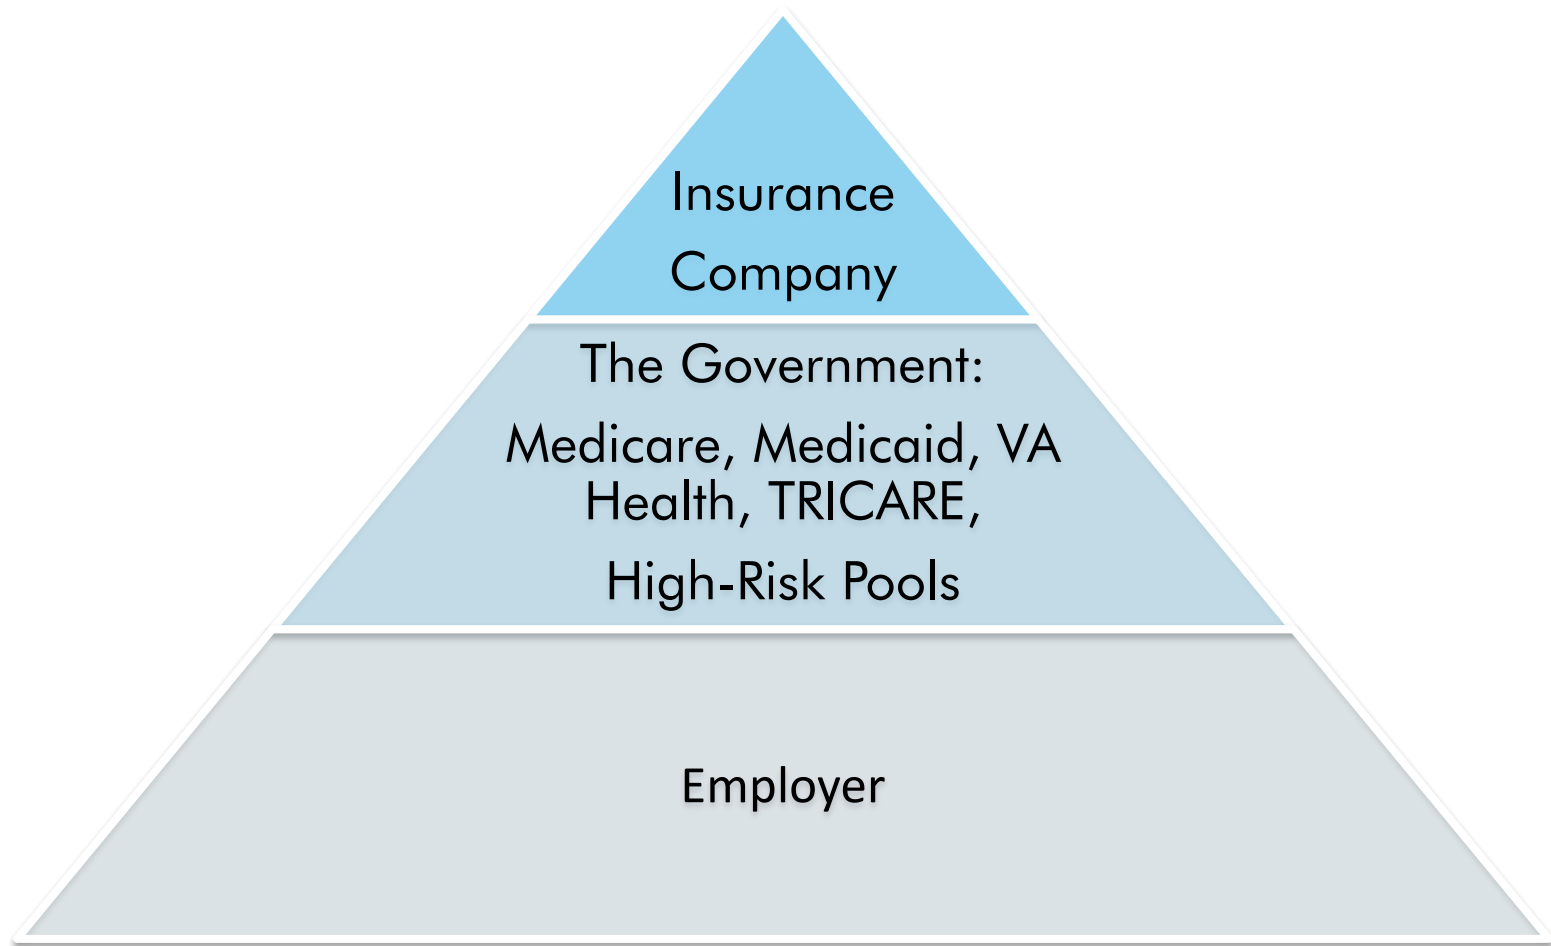 Insurance
Company
The Government:
Medicare, Medicaid, VA
Health, TRICARE,
High-Risk Pools
Employer